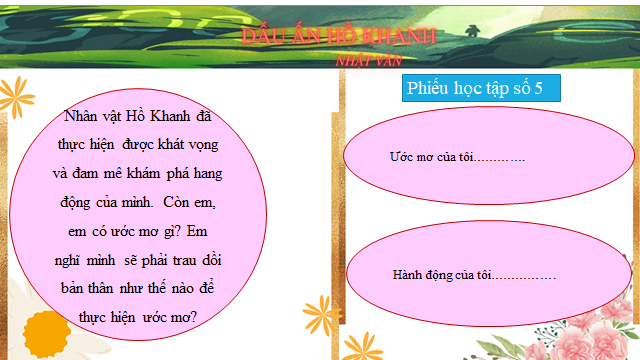 DẤU ẤN HỒ KHANH
NHẬT VĂN
Nhân vật Hồ Khanh đã
thực hiện được khát vọng
và đam mê khám phá hang
động của mình. Còn em,
em có ước mơ gì? Em
nghĩ mình sẽ phải trau dồi
bản thân như thế nào để
thực hiện ước mơ?
Phiếu học tập số 5
Ước mơ của tôi………….
Hành động của tôi…………….